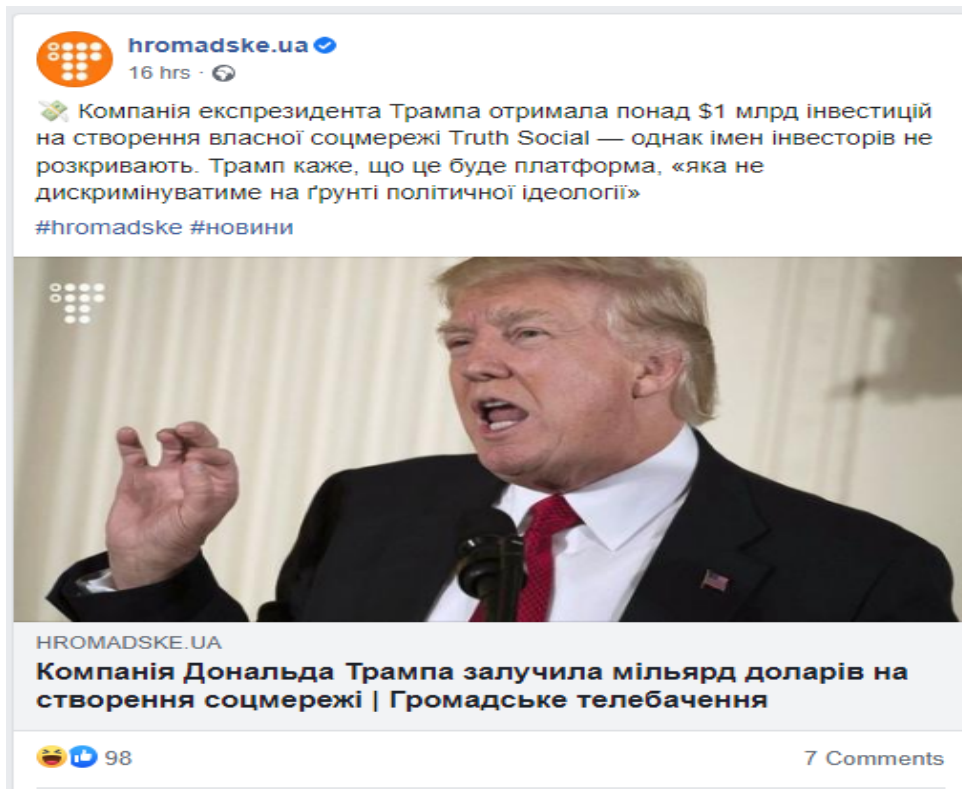 hromadske.ua
16 hrs ·
Компанія експрезидента Трампа отримала понад $1 млрд інвестицій
на створення власної соцмережі Truth Social — однак імен інвесторів не
розкривають. Трамп каже, що це буде платформа, «яка не
дискримінуватиме на ґрунті політичної ідеології»
#hromadske #новини
HROMADSKE.UA
Компанія Дональда Трампа залучила мільярд доларів на
створення соцмережі | Громадське телебачення
98
7 Comments